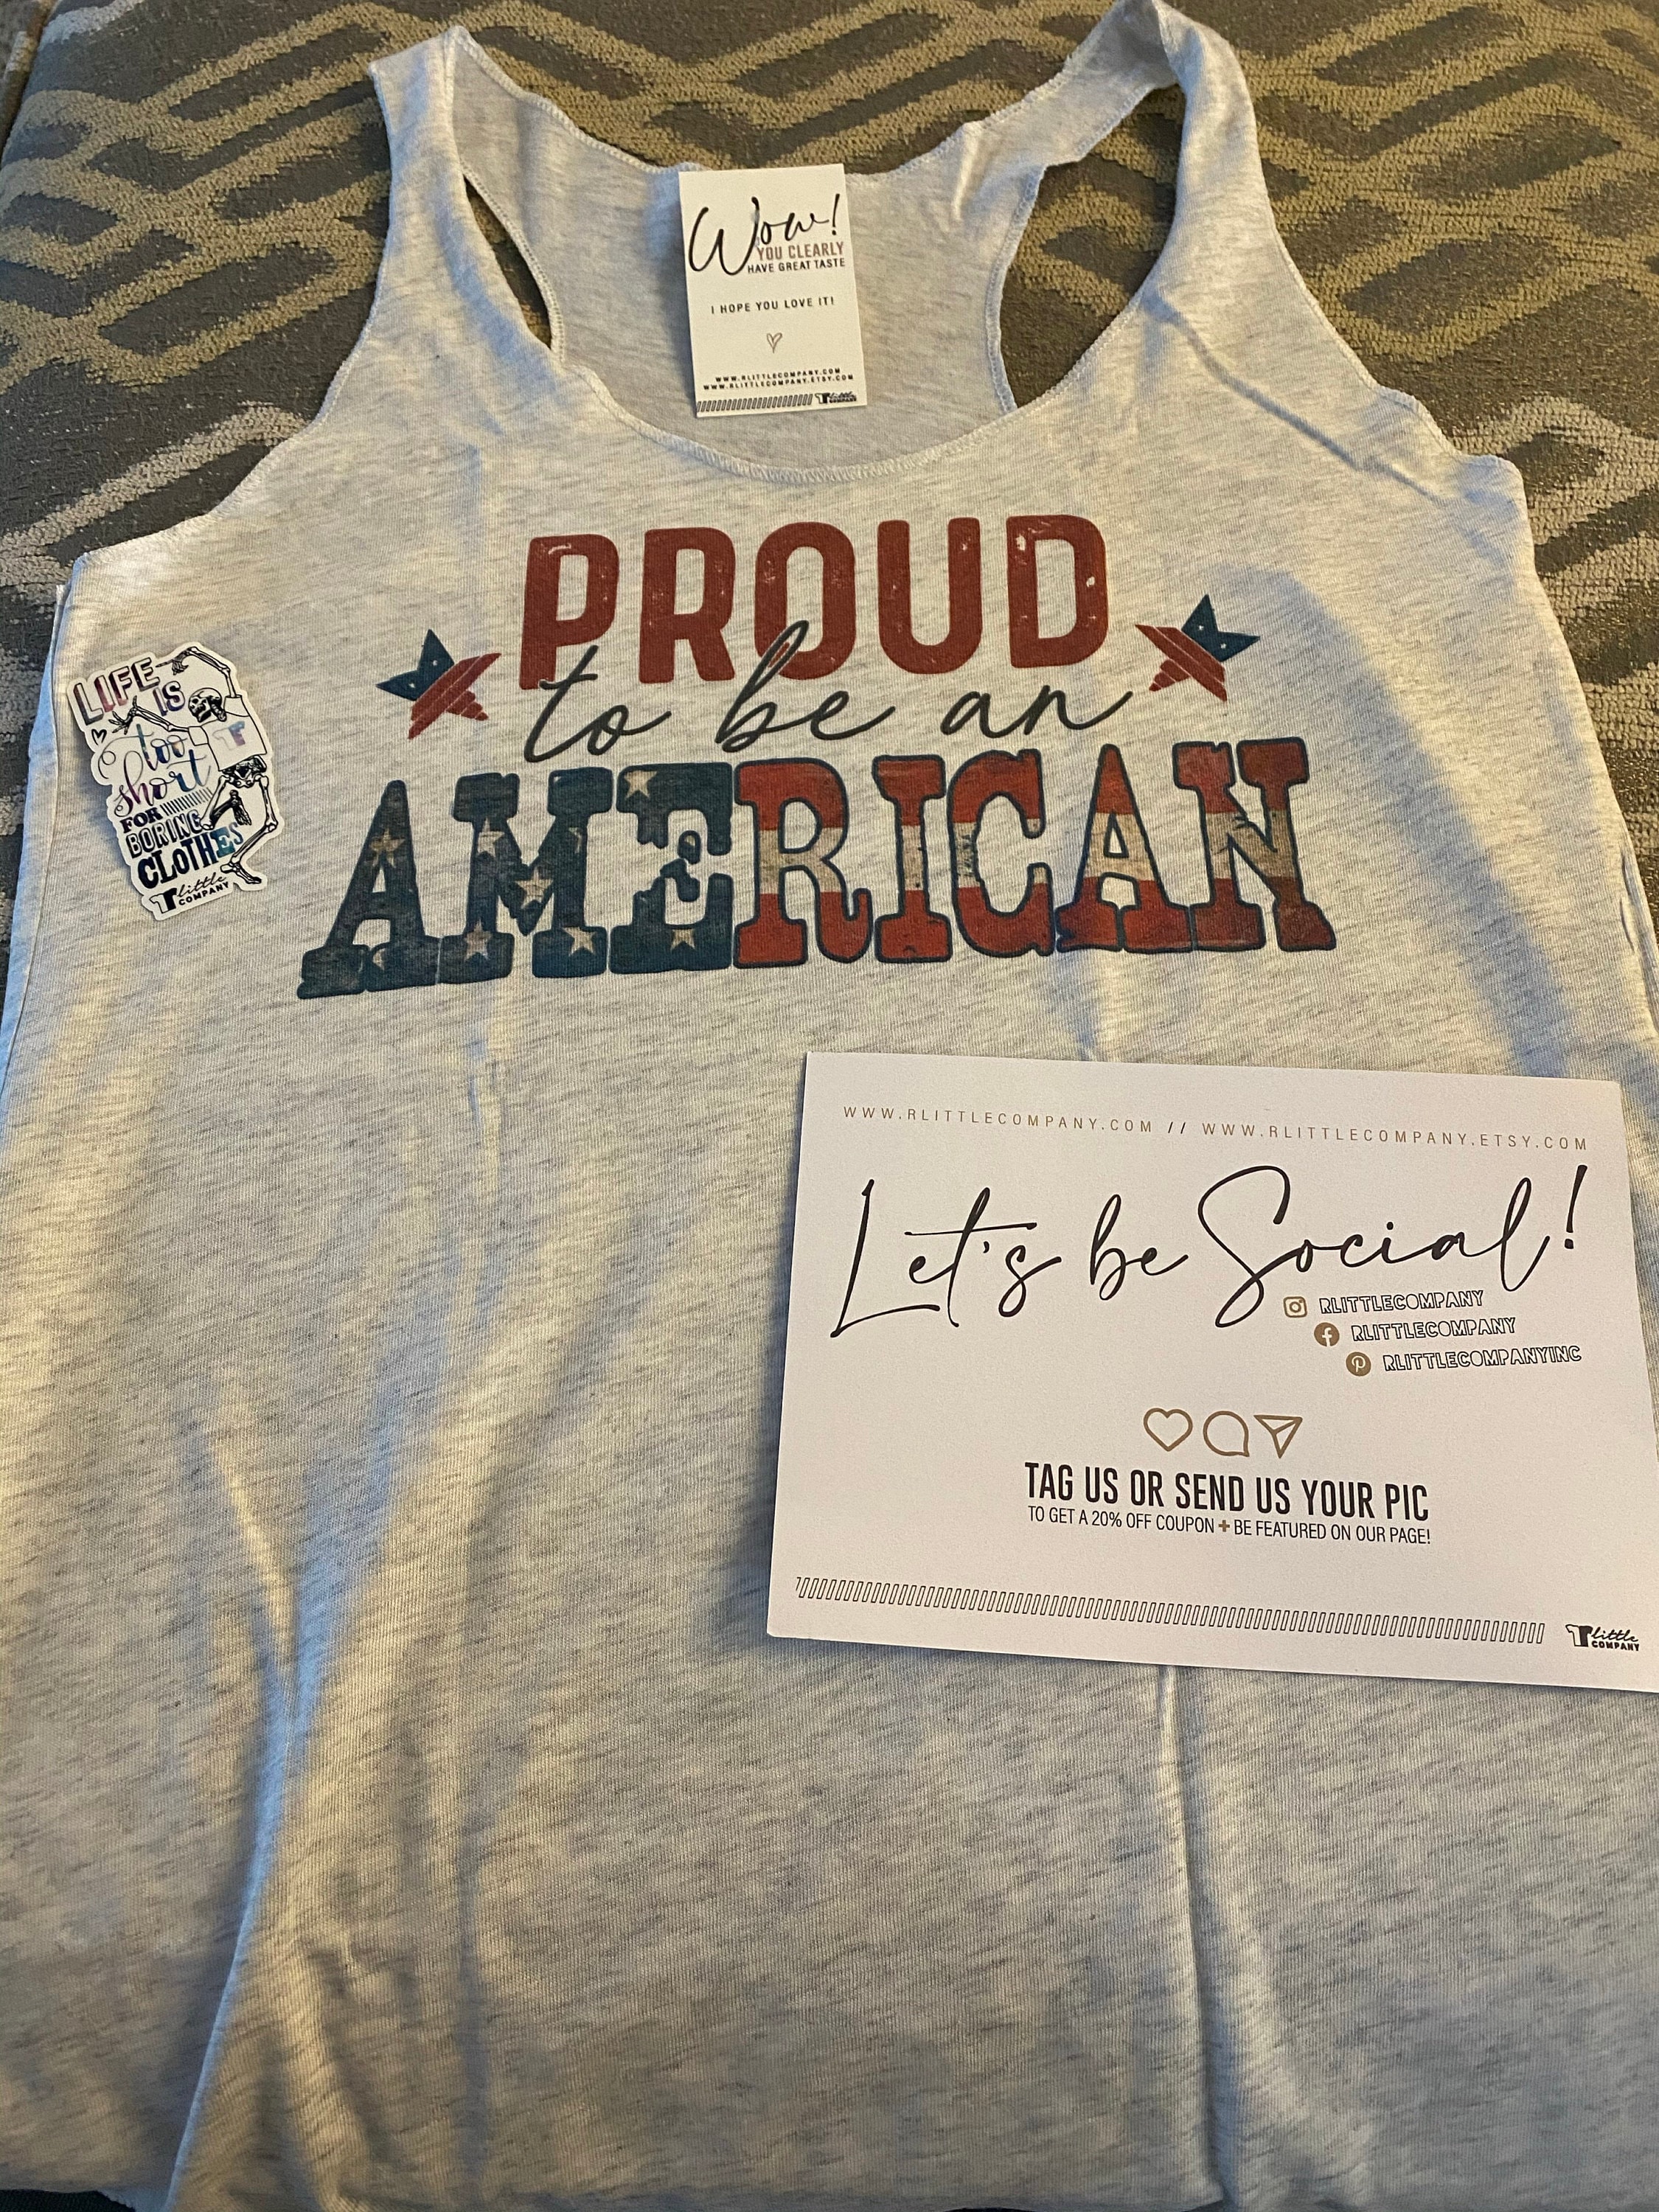 Wow!
YOU CLEARLY
HAVE GREAT TASTE
I HOPE YOU LOVE IT!
WWW.RLITTLECOMPANY.COM
WWW.RLITTLECOMPANY.ETSY.COM
little
COMPANY
PROUD
to be an
AMERICAN
LIFE
IS
too
short
FOR
BORING
CLOTHES
little
COMPANY
WWW.RLITTLECOMPANY.COM // WWW.RLITTLECOMPANY.ETSY.COM
Let's be Social!
RLITTLECOMPANY
RLITTLECOMPANY
RLITTLECOMPANYINC
TAG US OR SEND US YOUR PIC
TO GET A 20% OFF COUPON + BE FEATURED ON OUR PAGE!
little
COMPANY